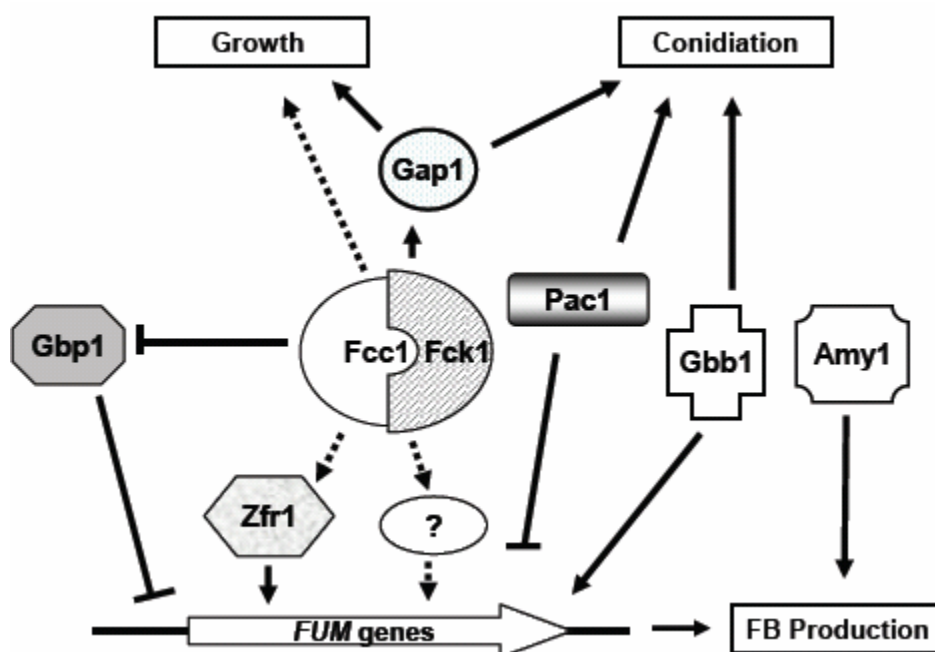 Growth
Conidiation
Gap1
Pac1
Gbp1
Fcc1
Fck1
Gbb1
Amy1
Zfr1
?
FUM genes
FB Production